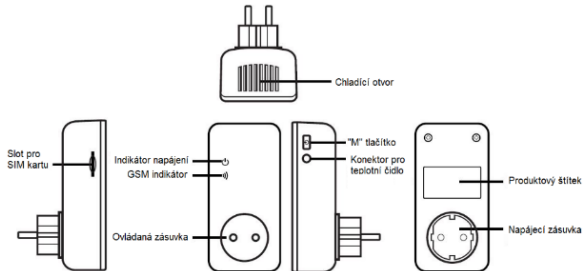 Chladící otvor
Slot pro
SIM kartu
Indikátor napájení
GSM indikátor
Ovládaná zásuvka
"M" tlačítko
Konektor pro
teplotní čidlo
Produktový štítek
Napájecí zásuvka